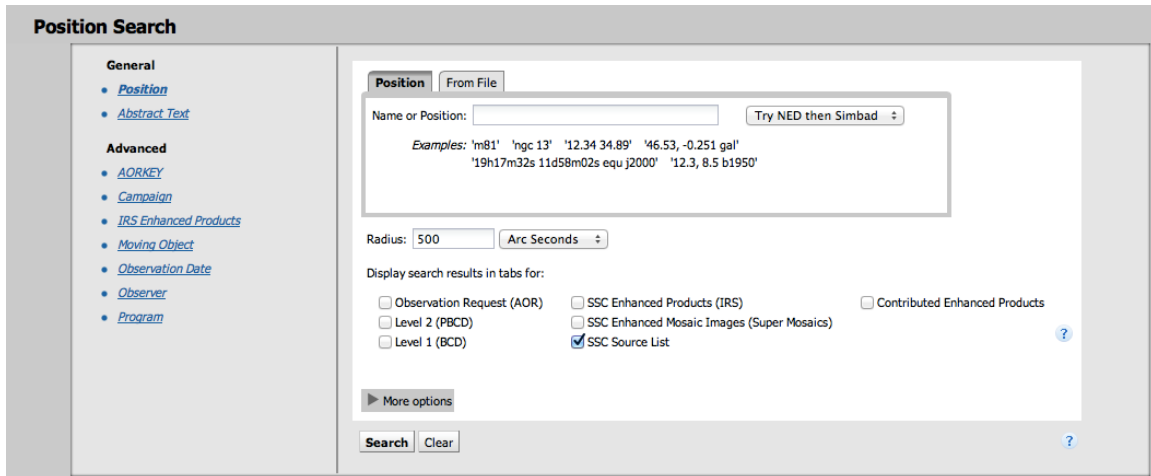 Position Search
General
Position
Abstract Text
Advanced
AORKEY
Campaign
IRS Enhanced Products
Moving Object
Observation Date
Observer
Program
Position From File
Name or Position: Try NED then Simbad
Examples: 'm81' 'ngc 13' '12.34 34.89' '46.53, -0.251 gal'
'19h17m32s 11d58m02s equ j2000' '12.3, 8.5 b1950'
Radius: 500 Arc Seconds
Display search results in tabs for:
Observation Request (AOR) SSC Enhanced Products (IRS) Contributed Enhanced Products
Level 2 (PBCD) SSC Enhanced Mosaic Images (Super Mosaics)
Level 1 (BCD) SSC Source List
?
More options
Search Clear ?